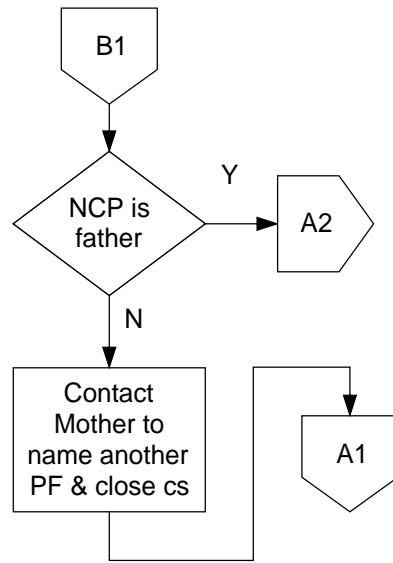 B1
NCP is
father
Y
A2
N
Contact
Mother to
name another
PF & close cs
A1